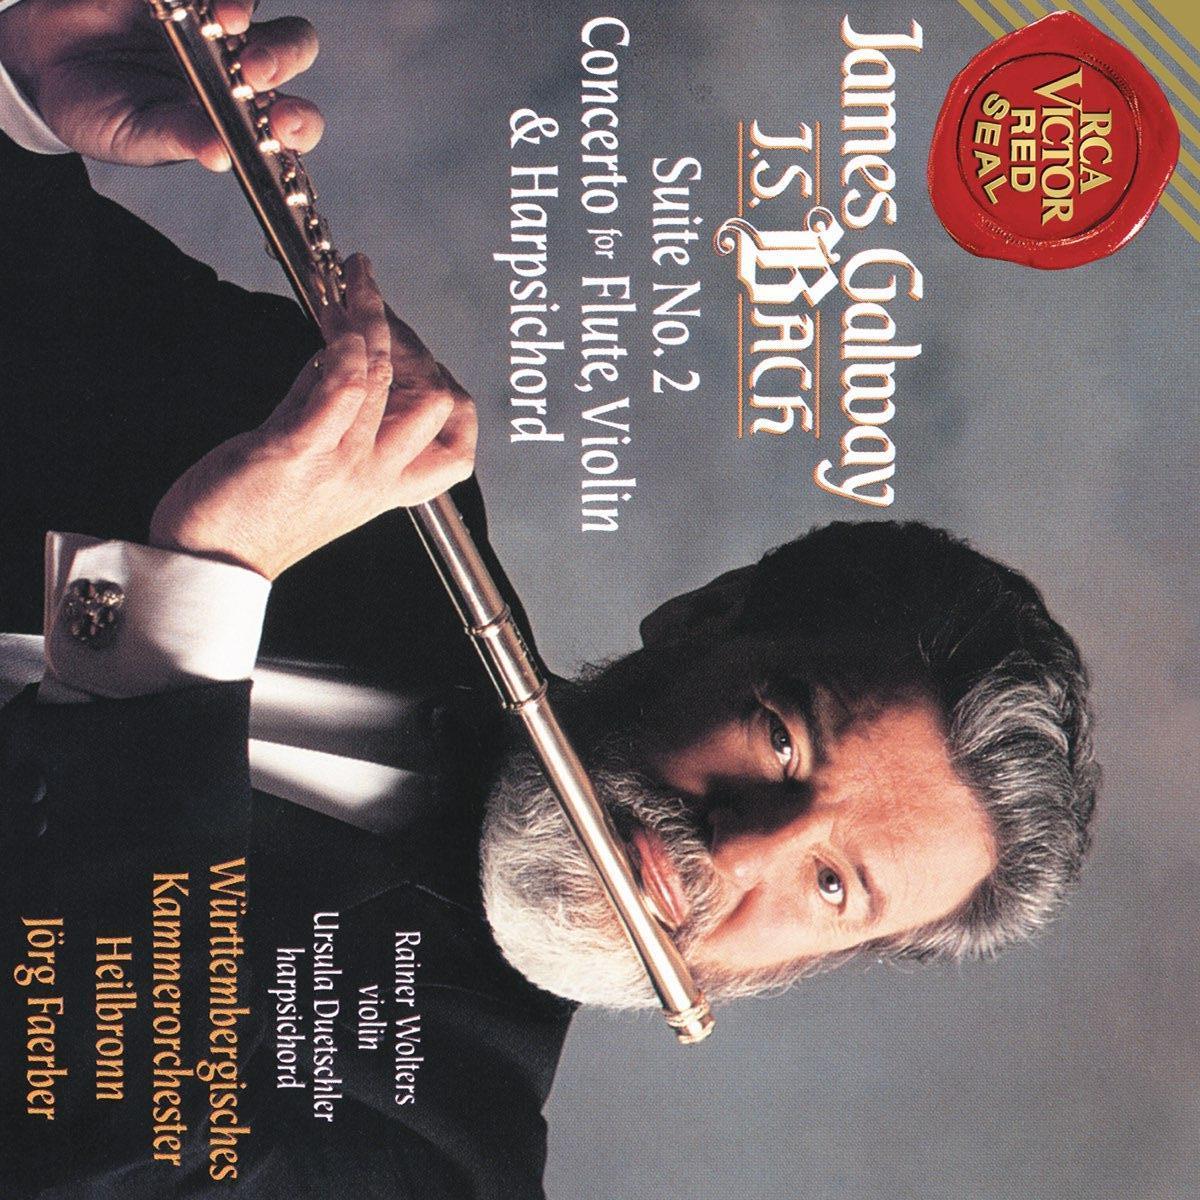 RCA
VICTOR
RED
SEAL
James Galway
J.S. BACH
Suite No. 2
Concerto for Flute, Violin
& Harpsichord
Rainer Wolters
violin
Ursula Duetschler
harpsichord
Württembergisches
Kammerorchester
Heilbronn
Jörg Faerber